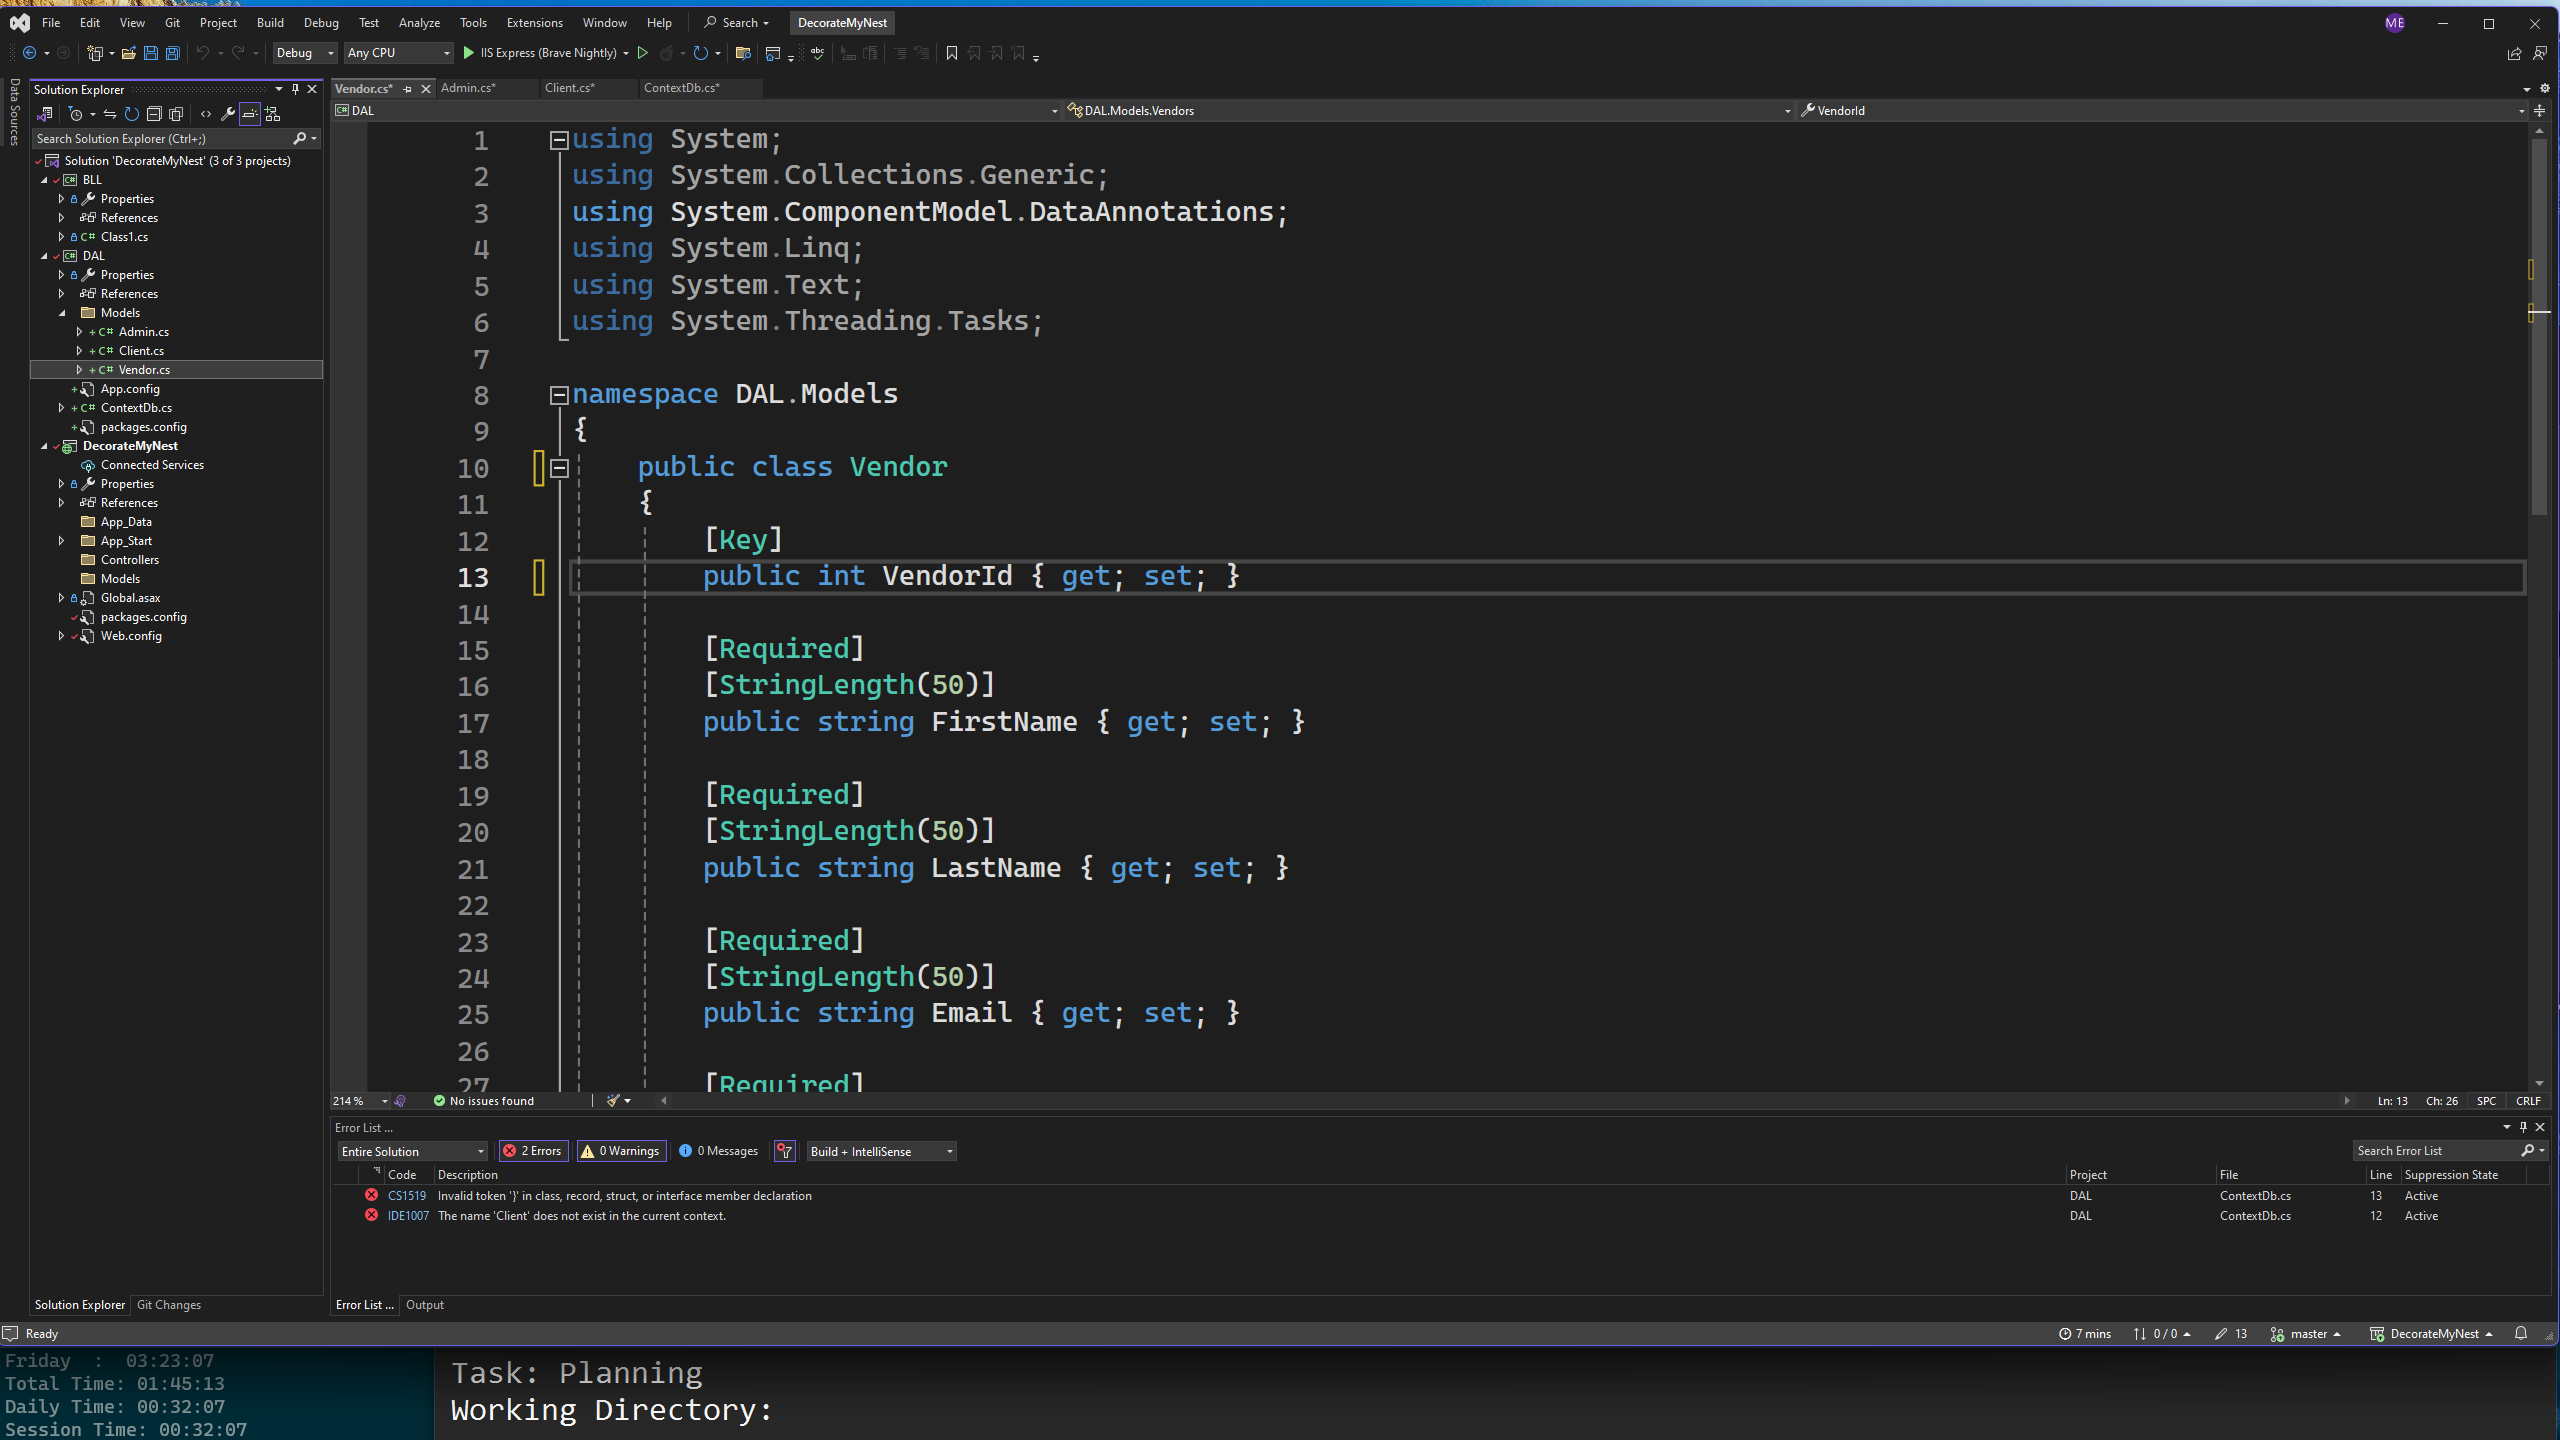 File Edit View Git Project Build Debug Test Analyze Tools Extensions Window Help Search DecorateMyNest ME
Debug Any CPU IIS Express (Brave Nightly) abc
Data Sources
Solution Explorer
Search Solution Explorer (Ctrl+;)
Solution 'DecorateMyNest' (3 of 3 projects)
BLL
Properties
References
C# Class1.cs
DAL
Properties
References
Models
C# Admin.cs
C# Client.cs
C# Vendor.cs
App.config
C# ContextDb.cs
packages.config
DecorateMyNest
Connected Services
Properties
References
App_Data
App_Start
Controllers
Models
Global.asax
packages.config
Web.config
Solution Explorer Git Changes
Vendor.cs* Admin.cs* Client.cs* ContextDb.cs*
DAL DAL.Models.Vendors VendorId
1 using System;
2 using System.Collections.Generic;
3 using System.ComponentModel.DataAnnotations;
4 using System.Linq;
5 using System.Text;
6 using System.Threading.Tasks;
7
8 namespace DAL.Models
9 {
10 public class Vendor
11 {
12 [Key]
13 public int VendorId { get; set; }
14
15 [Required]
16 [StringLength(50)]
17 public string FirstName { get; set; }
18
19 [Required]
20 [StringLength(50)]
21 public string LastName { get; set; }
22
23 [Required]
24 [StringLength(50)]
25 public string Email { get; set; }
26
27 [Required]
214 % No issues found Ln: 13 Ch: 26 SPC CRLF
Error List ...
Entire Solution 2 Errors 0 Warnings 0 Messages Build + IntelliSense Search Error List
Code Description Project File Line Suppression State
CS1519 Invalid token '}' in class, record, struct, or interface member declaration DAL ContextDb.cs 13 Active
IDE1007 The name 'Client' does not exist in the current context. DAL ContextDb.cs 12 Active
Error List ... Output
Ready 7 mins 0 / 0 13 master DecorateMyNest
Friday : 03:23:07
Total Time: 01:45:13
Daily Time: 00:32:07
Session Time: 00:32:07
Task: Planning
Working Directory: